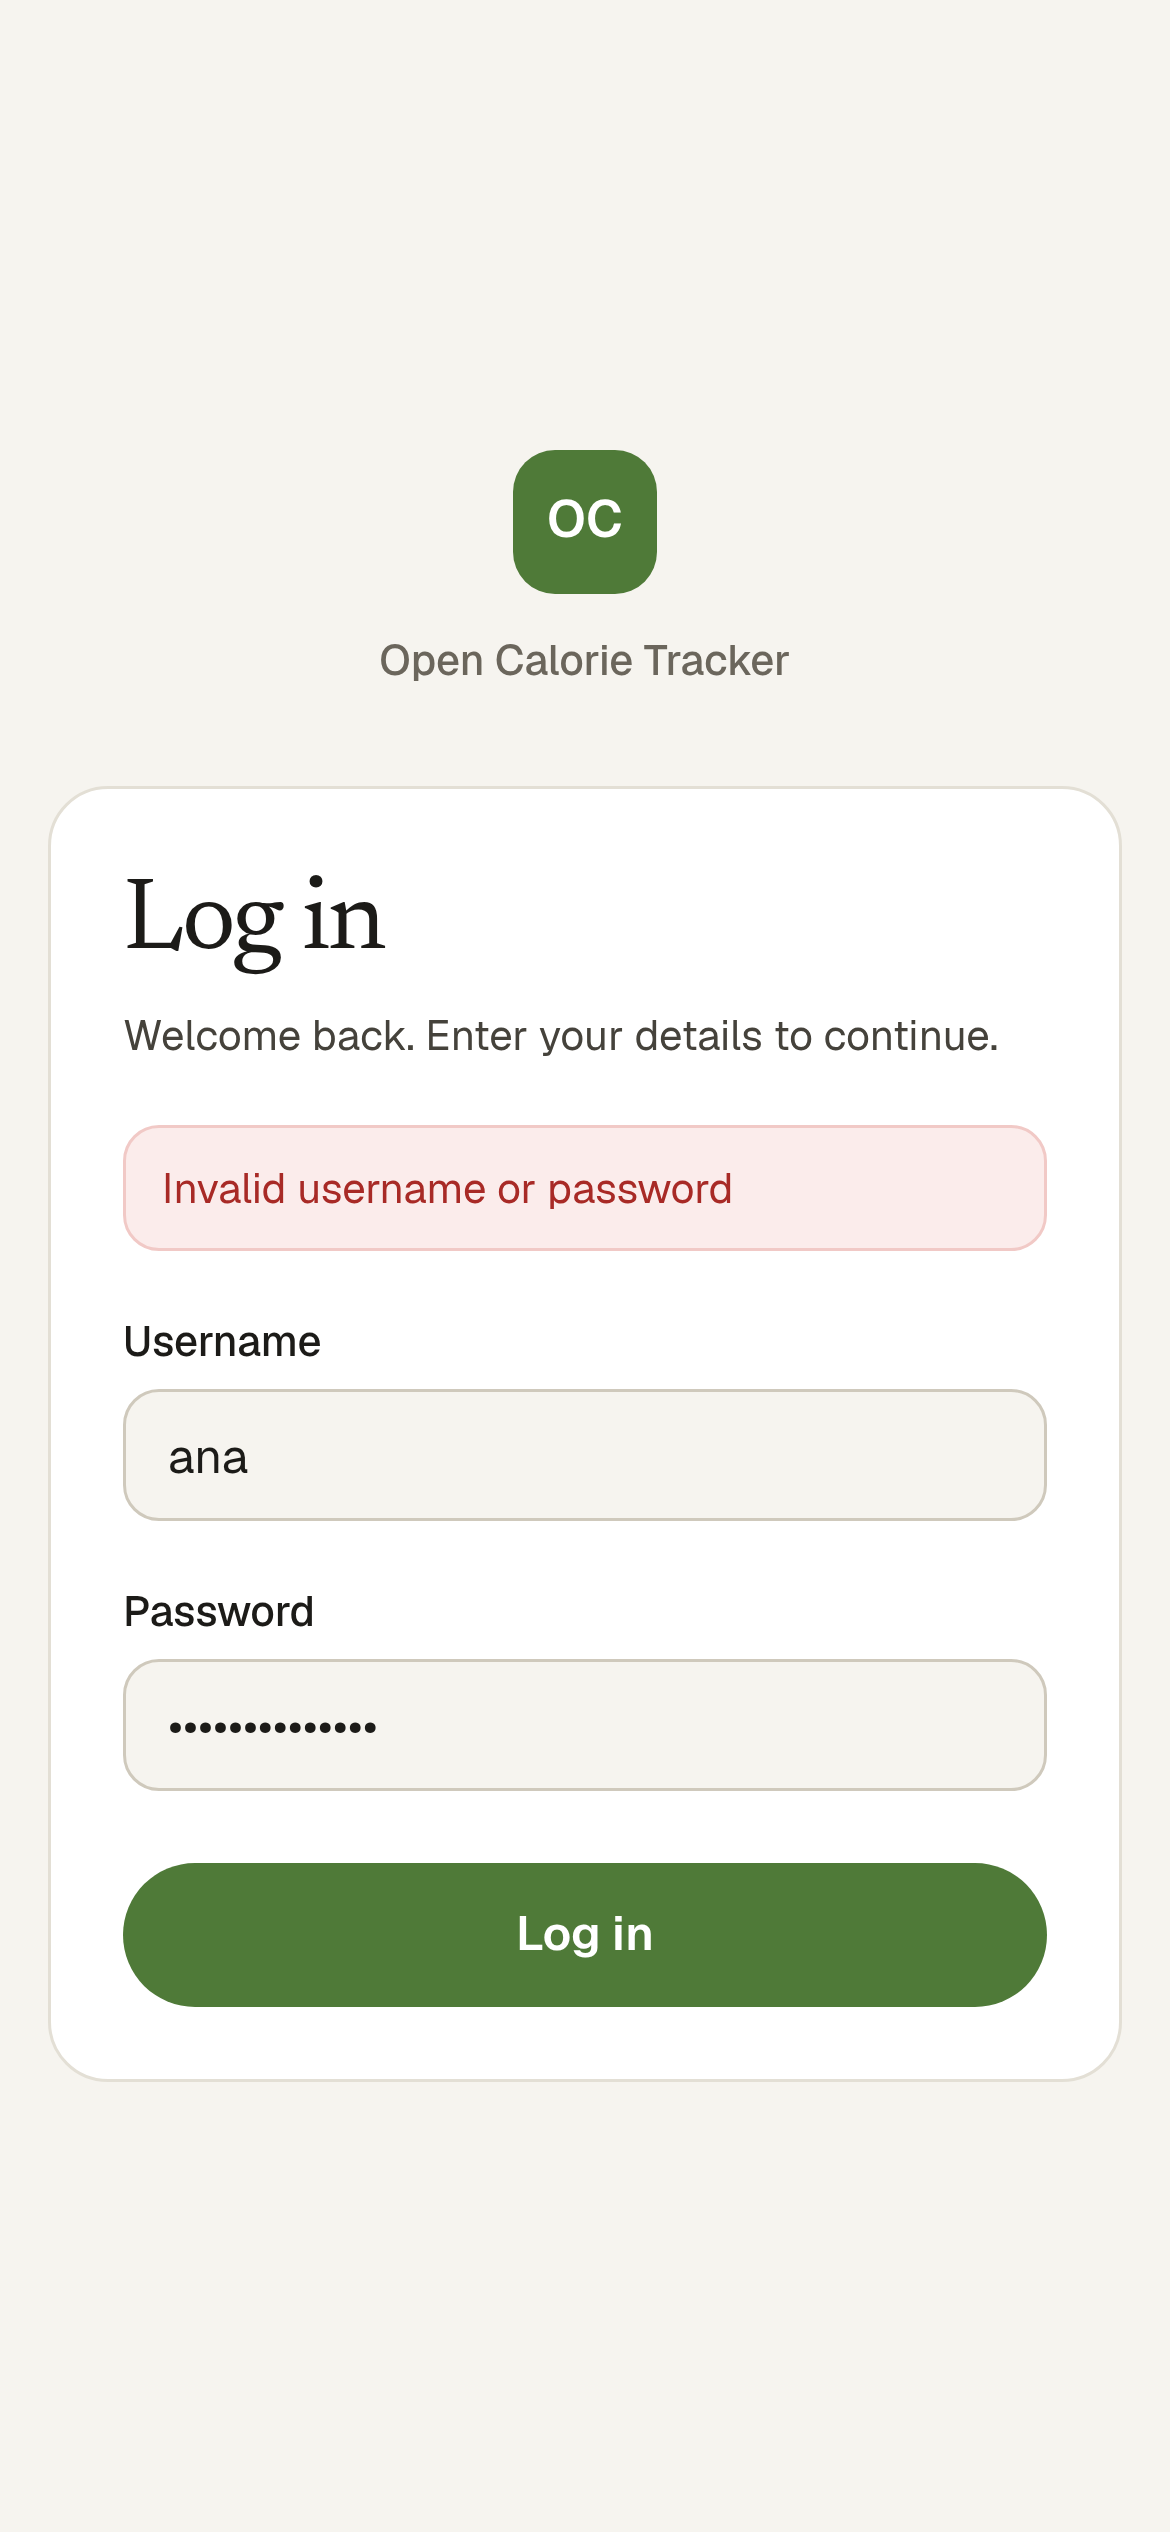 OC
Open Calorie Tracker
Log in
Welcome back. Enter your details to continue.
Invalid username or password
Username
ana
Password
••••••••••••••
Log in